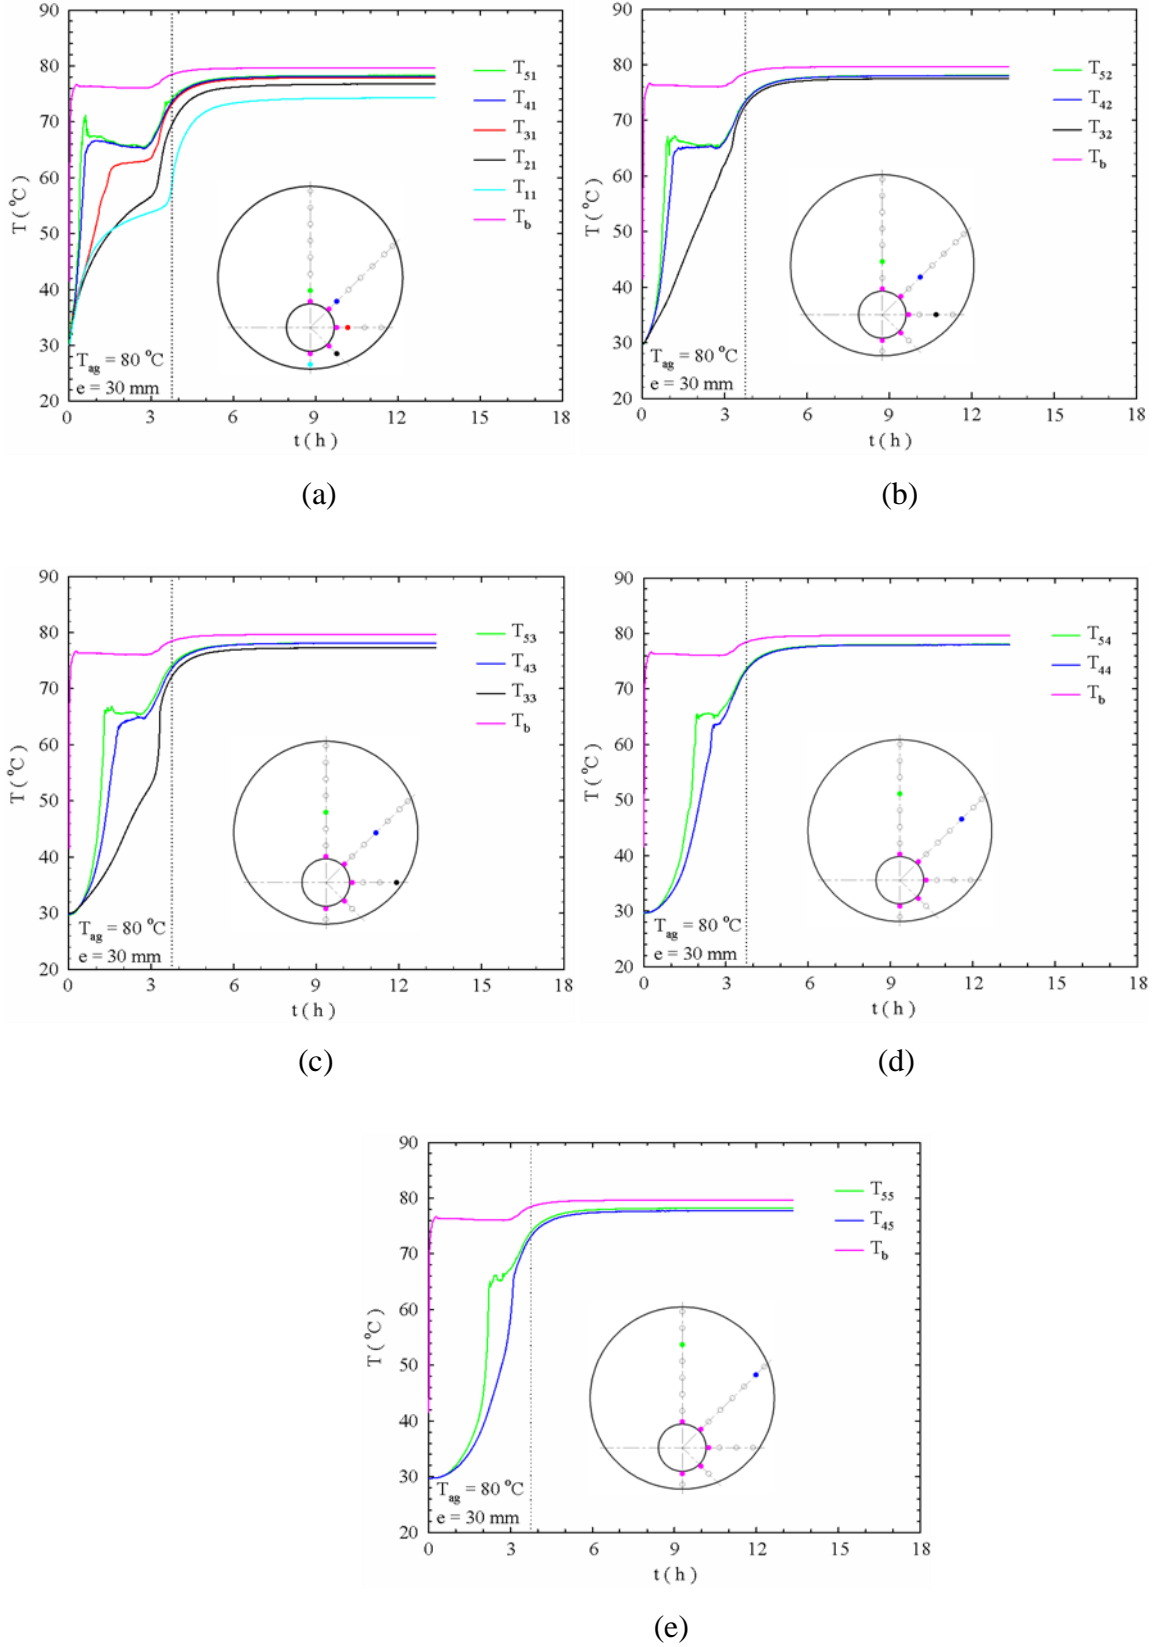 90
80
70
60
50
40
30
20
T ( °C )
T51
T41
T31
T21
T11
Tb
Tag = 80 °C
e = 30 mm
0 3 6 9 12 15 18
t ( h )
(a)
90
80
70
60
50
40
30
20
T ( °C )
T52
T42
T32
Tb
Tag = 80 °C
e = 30 mm
0 3 6 9 12 15 18
t ( h )
(b)
90
80
70
60
50
40
30
20
T ( °C )
T53
T43
T33
Tb
Tag = 80 °C
e = 30 mm
0 3 6 9 12 15 18
t ( h )
(c)
90
80
70
60
50
40
30
20
T ( °C )
T54
T44
Tb
Tag = 80 °C
e = 30 mm
0 3 6 9 12 15 18
t ( h )
(d)
90
80
70
60
50
40
30
20
T ( °C )
T55
T45
Tb
Tag = 80 °C
e = 30 mm
0 3 6 9 12 15 18
t ( h )
(e)